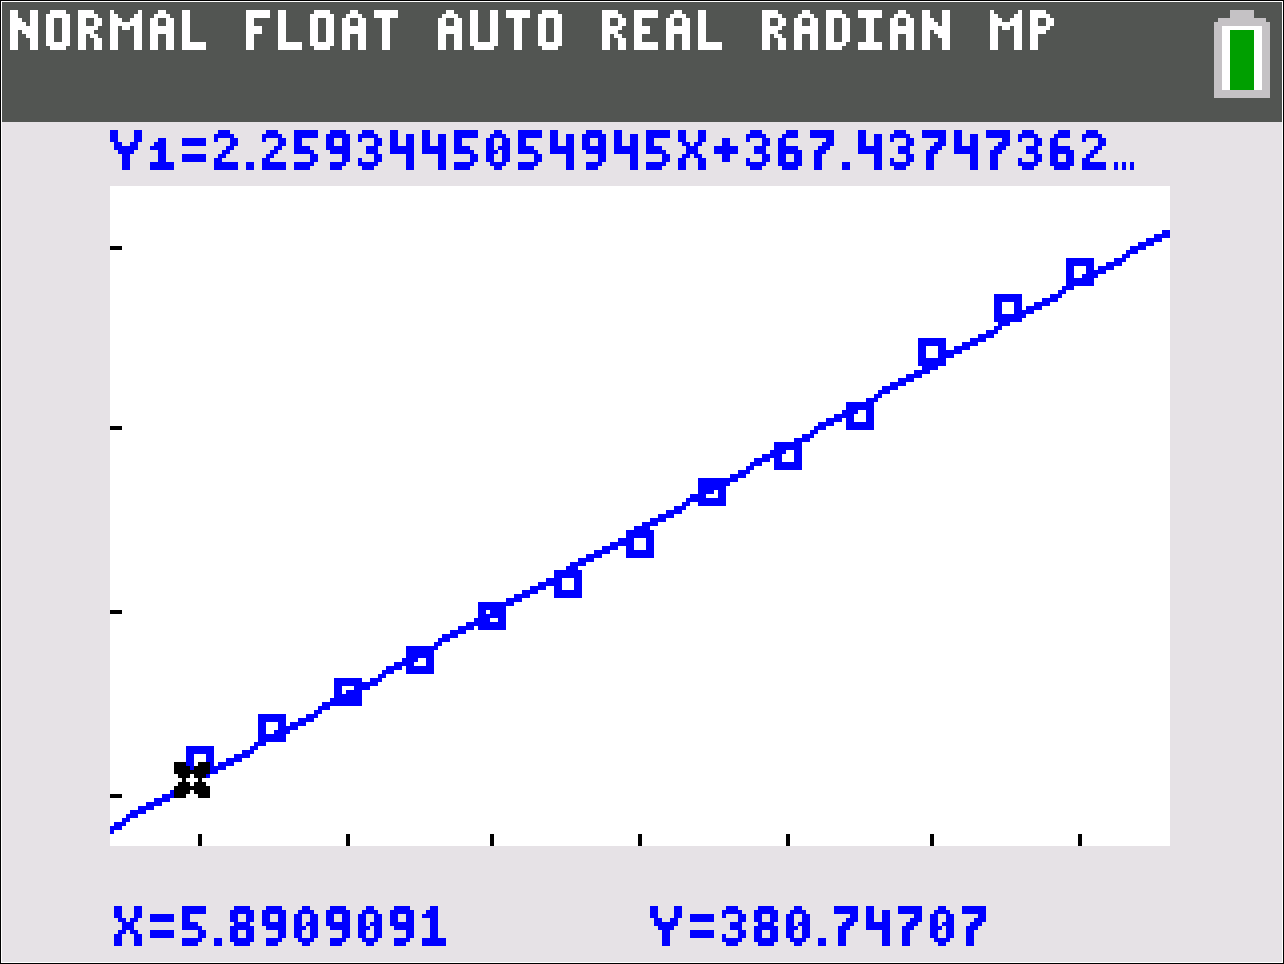 NORMAL FLOAT AUTO REAL RADIAN MP
Y1=2.2593445054945X+367.43747362…
X=5.8909091 Y=380.74707